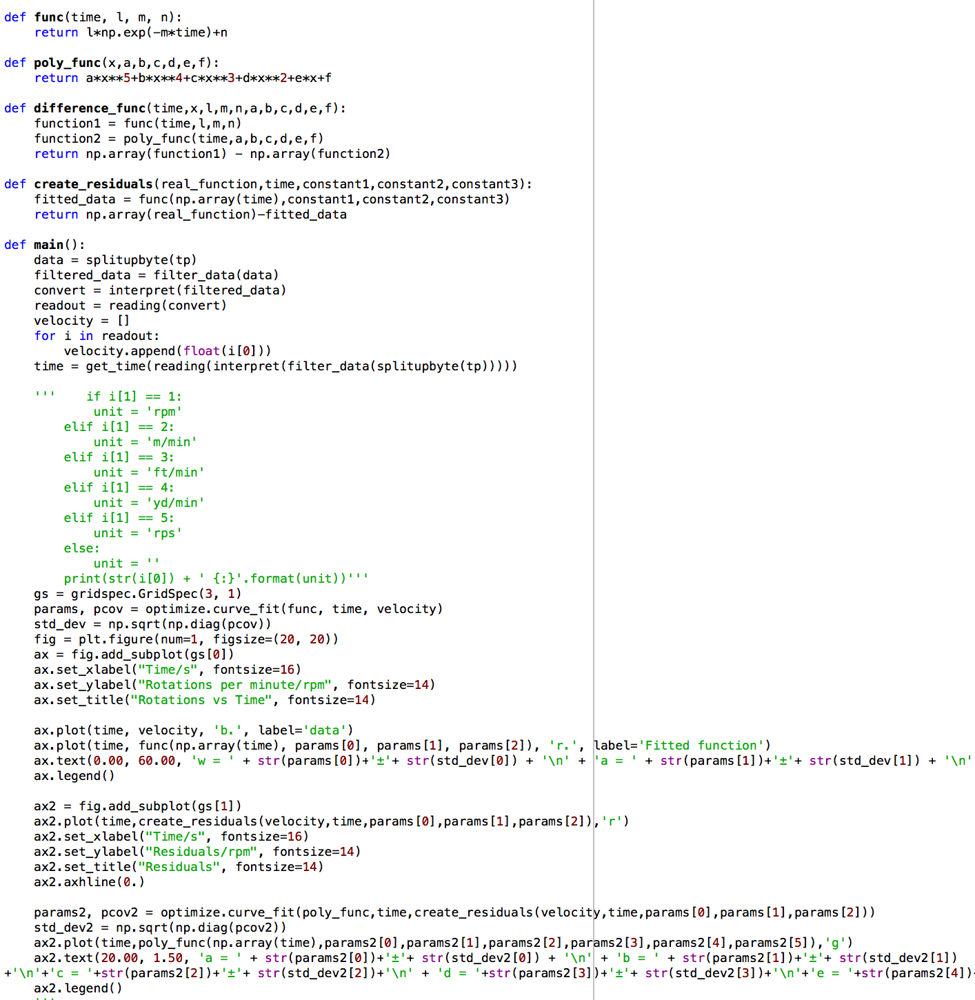 def func(time, l, m, n):
    return l*np.exp(-m*time)+n

def poly_func(x,a,b,c,d,e,f):
    return a*x**5+b*x**4+c*x**3+d*x**2+e*x+f

def difference_func(time,x,l,m,n,a,b,c,d,e,f):
    function1 = func(time,l,m,n)
    function2 = poly_func(time,a,b,c,d,e,f)
    return np.array(function1) - np.array(function2)

def create_residuals(real_function,time,constant1,constant2,constant3):
    fitted_data = func(np.array(time),constant1,constant2,constant3)
    return np.array(real_function)-fitted_data

def main():
    data = splitupbyte(tp)
    filtered_data = filter_data(data)
    convert = interpret(filtered_data)
    readout = reading(convert)
    velocity = []
    for i in readout:
        velocity.append(float(i[0]))
    time = get_time(reading(interpret(filter_data(splitupbyte(tp)))))

    '''    if i[1] == 1:
            unit = 'rpm'
        elif i[1] == 2:
            unit = 'm/min'
        elif i[1] == 3:
            unit = 'ft/min'
        elif i[1] == 4:
            unit = 'yd/min'
        elif i[1] == 5:
            unit = 'rps'
        else:
            unit = ''
        print(str(i[0]) + ' {:}'.format(unit))'''
    gs = gridspec.GridSpec(3, 1)
    params, pcov = optimize.curve_fit(func, time, velocity)
    std_dev = np.sqrt(np.diag(pcov))
    fig = plt.figure(num=1, figsize=(20, 20))
    ax = fig.add_subplot(gs[0])
    ax.set_xlabel("Time/s", fontsize=16)
    ax.set_ylabel("Rotations per minute/rpm", fontsize=14)
    ax.set_title("Rotations vs Time", fontsize=14)

    ax.plot(time, velocity, 'b.', label='data')
    ax.plot(time, func(np.array(time), params[0], params[1], params[2]), 'r.', label='Fitted function')
    ax.text(0.00, 60.00, 'w = ' + str(params[0])+'±'+ str(std_dev[0]) + '\n' + 'a = ' + str(params[1])+'±'+ str(std_dev[1]) + '\n'
    ax.legend()

    ax2 = fig.add_subplot(gs[1])
    ax2.plot(time,create_residuals(velocity,time,params[0],params[1],params[2]),'r')
    ax2.set_xlabel("Time/s", fontsize=16)
    ax2.set_ylabel("Residuals/rpm", fontsize=14)
    ax2.set_title("Residuals", fontsize=14)
    ax2.axhline(0.)

    params2, pcov2 = optimize.curve_fit(poly_func,time,create_residuals(velocity,time,params[0],params[1],params[2]))
    std_dev2 = np.sqrt(np.diag(pcov2))
    ax2.plot(time,poly_func(np.array(time),params2[0],params2[1],params2[2],params2[3],params2[4],params2[5]),'g')
    ax2.text(20.00, 1.50, 'a = ' + str(params2[0])+'±'+ str(std_dev2[0]) + '\n' + 'b = ' + str(params2[1])+'±'+ str(std_dev2[1])
+'\n'+'c = '+str(params2[2])+'±'+ str(std_dev2[2])+'\n' + 'd = '+str(params2[3])+'±'+ str(std_dev2[3])+'\n'+'e = '+str(params2[4])+
    ax2.legend()
    '''